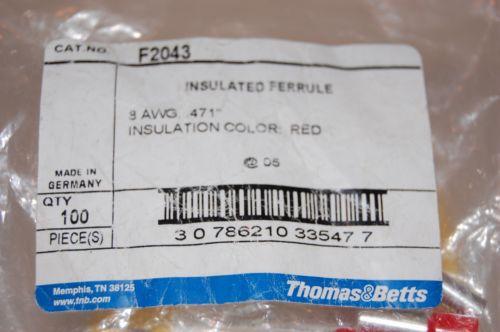 CAT.NO. F2043
INSULATED FERRULE
8 AWG, .471"
INSULATION COLOR: RED
05
MADE IN
GERMANY
QTY
100
PIECE(S)
3 0 786210 33547 7
Memphis, TN 38125
www.tnb.com
Thomas&Betts